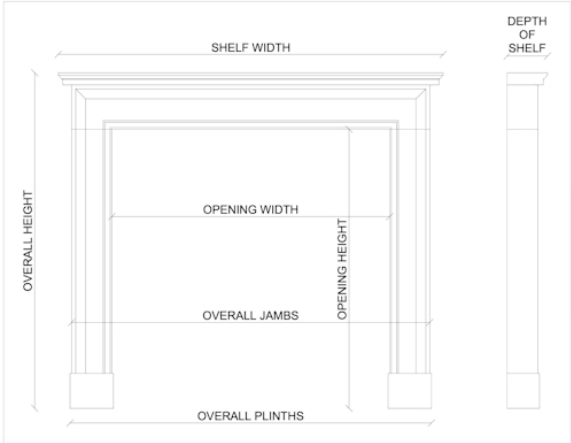 SHELF WIDTH
DEPTH
OF
SHELF
OVERALL HEIGHT
OPENING WIDTH
OPENING HEIGHT
OVERALL JAMBS
OVERALL PLINTHS